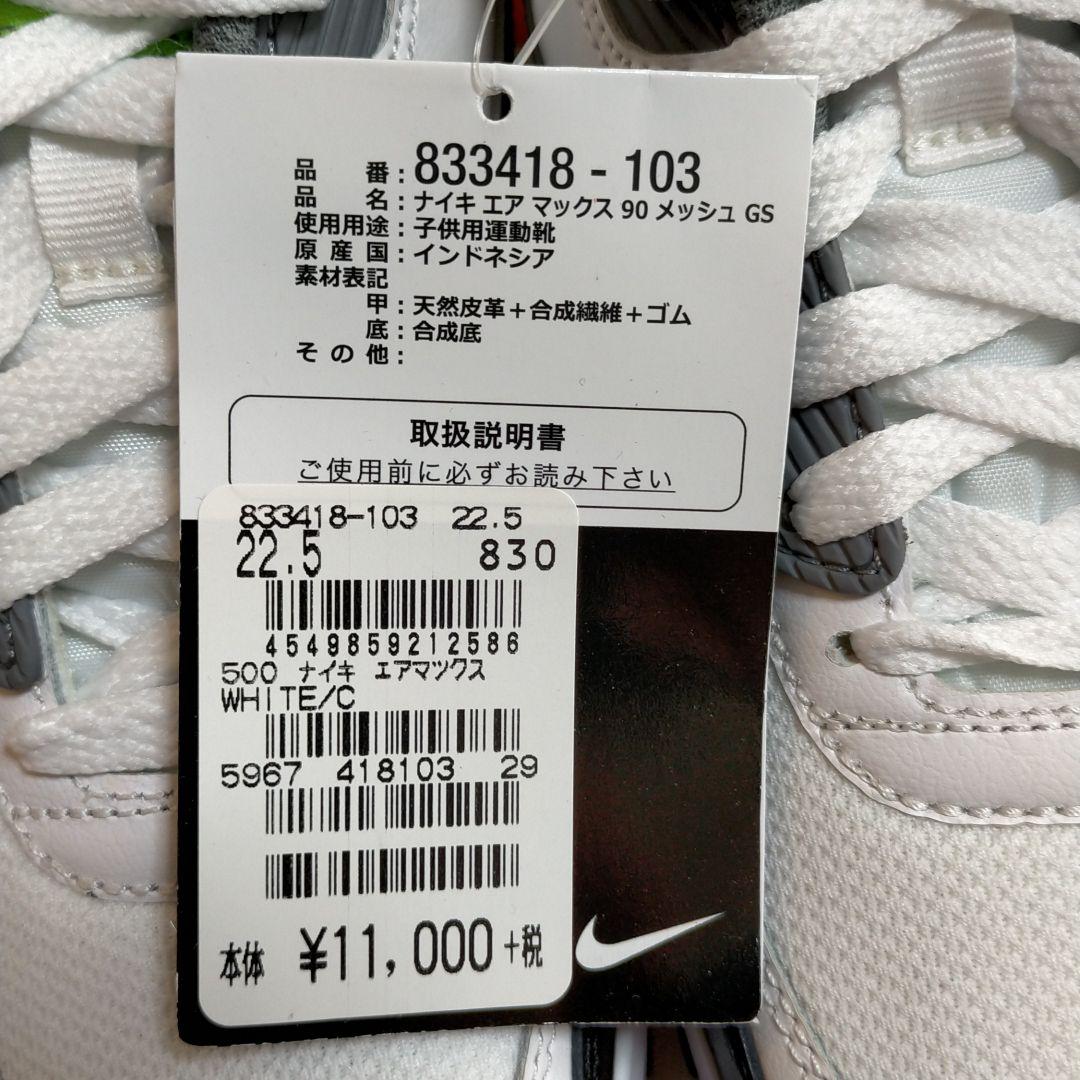 品番：833418 - 103
品名：ナイキ エア マックス 90 メッシュ GS
使用用途：子供用運動靴
原産国：インドネシア
素材表記
甲：天然皮革＋合成繊維＋ゴム
底：合成底
その他：
取扱説明書
ご使用前に必ずお読み下さい
833418-103 22.5
22.5 830
4549859212586
500 ナイキ エアマツクス
WHITE/C
5967 418103 29
本体 ¥11,000+税